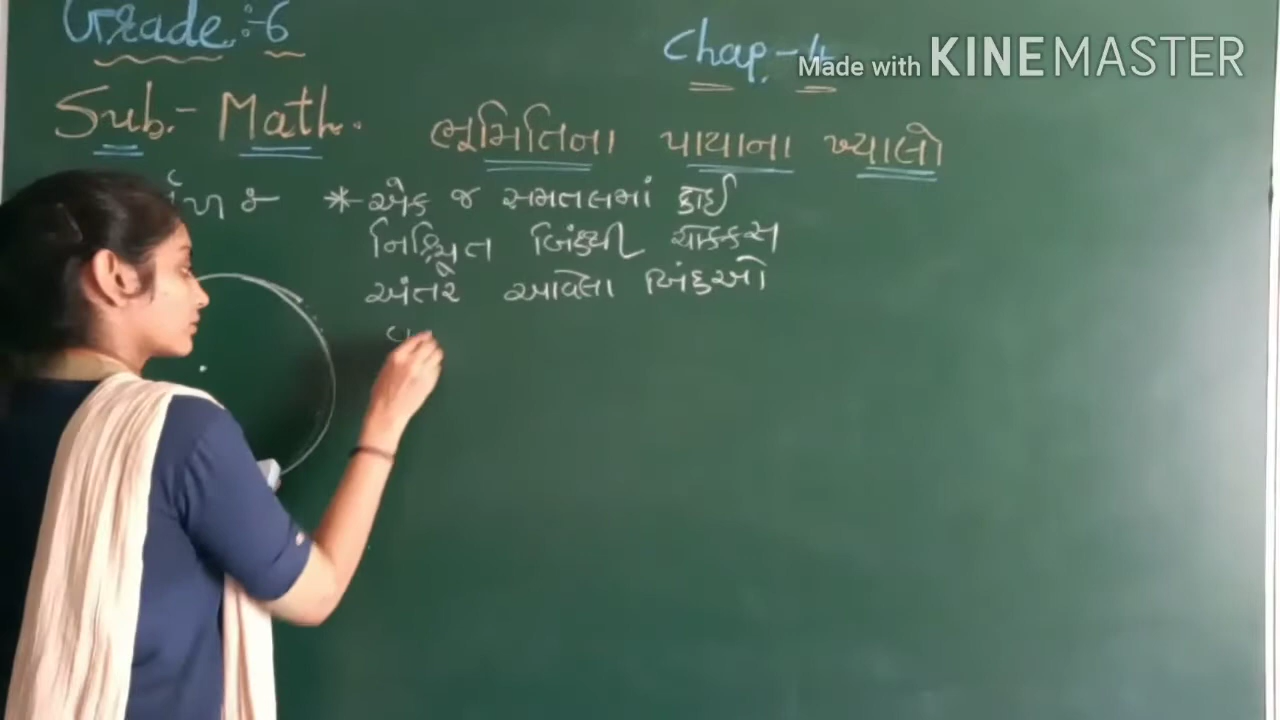 Grade :- 6
Chap. - 4
Made with KINEMASTER
Sub. - Math.
ભૂમિતિના પાયાના ખ્યાલો
* એક જ સમતલમાં કોઈ
નિશ્ચિત બિંદુથી ચોક્કસ
અંતરે આવેલા બિંદુઓ